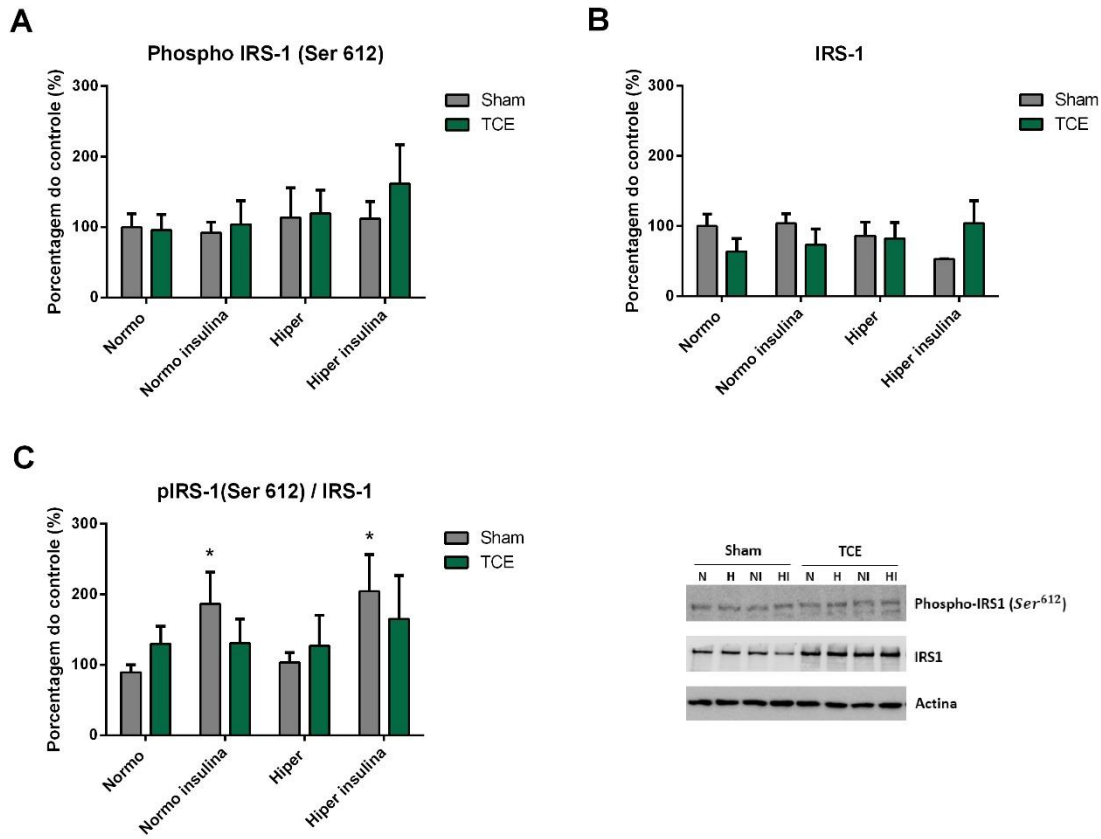 A
Phospho IRS-1 (Ser 612)
Porcentagem do controle (%)
300
200
100
0
Normo
Normo insulina
Hiper
Hiper insulina
Sham
TCE
B
IRS-1
Porcentagem do controle (%)
300
200
100
0
Normo
Normo insulina
Hiper
Hiper insulina
Sham
TCE
C
pIRS-1(Ser 612) / IRS-1
Porcentagem do controle (%)
300
200
100
0
* *
Normo
Normo insulina
Hiper
Hiper insulina
Sham
TCE
Sham TCE
N H NI HI N H NI HI
Phospho-IRS1 (Ser⁶¹²)
IRS1
Actina